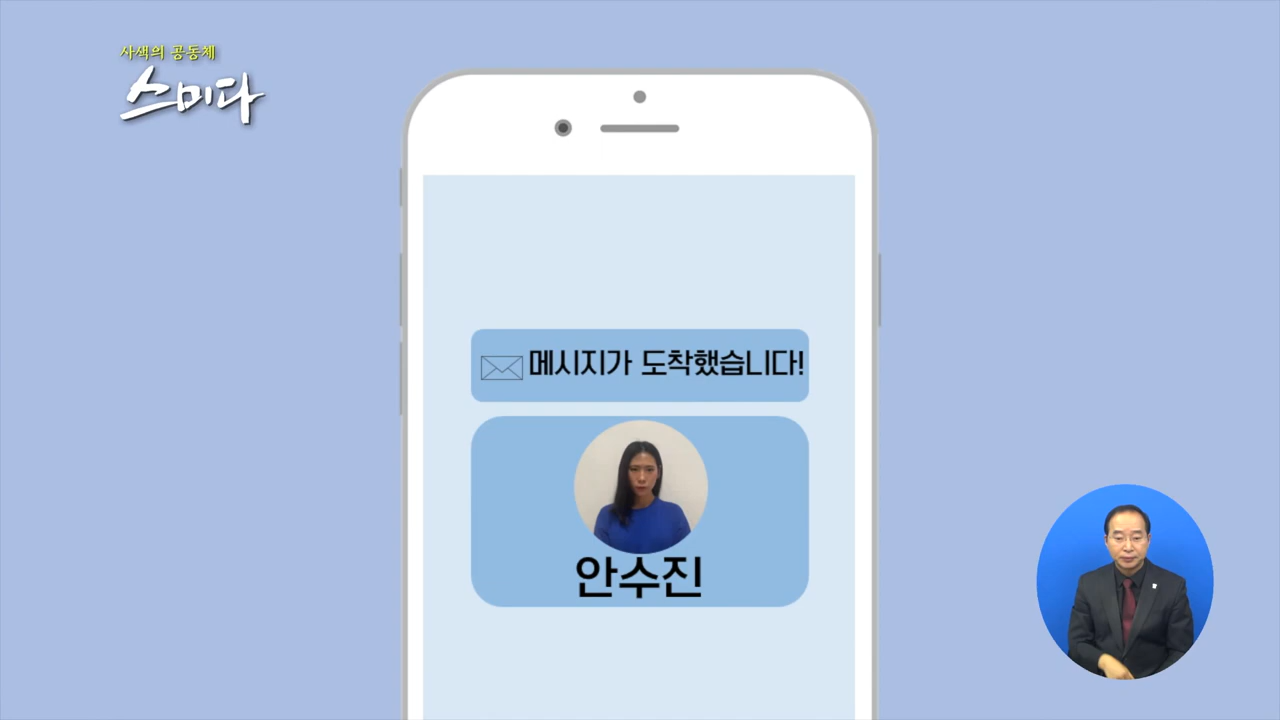 사색의 공동체
스미다
메시지가 도착했습니다!
안수진